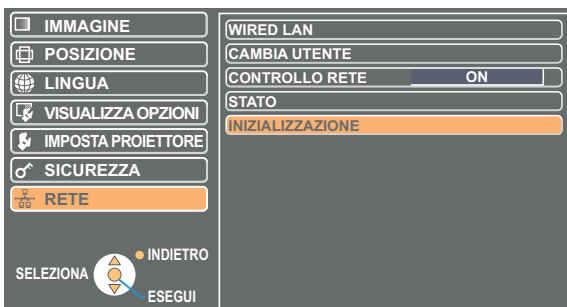 IMMAGINE
POSIZIONE
LINGUA
VISUALIZZA OPZIONI
IMPOSTA PROIETTORE
SICUREZZA
RETE
INDIETRO
SELEZIONA
ESEGUI
WIRED LAN
CAMBIA UTENTE
CONTROLLO RETE ON
STATO
INIZIALIZZAZIONE